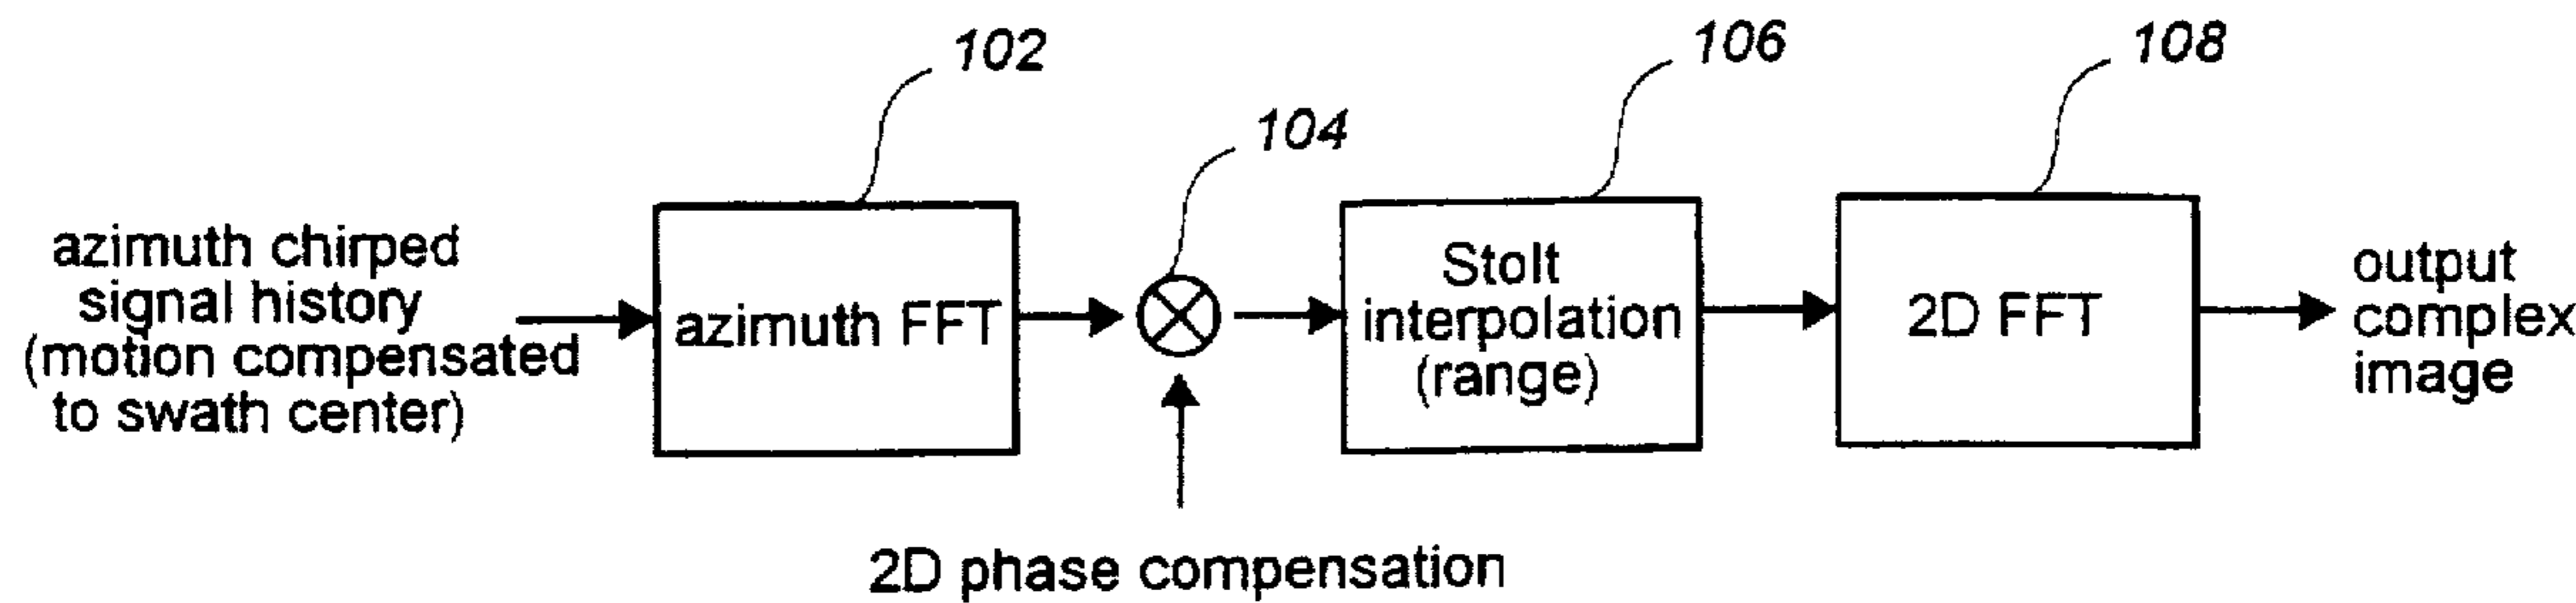 102
104
106
108
azimuth chirped
signal history
(motion compensated
to swath center)
azimuth FFT
Stolt
interpolation
(range)
2D FFT
output
complex
image
2D phase compensation